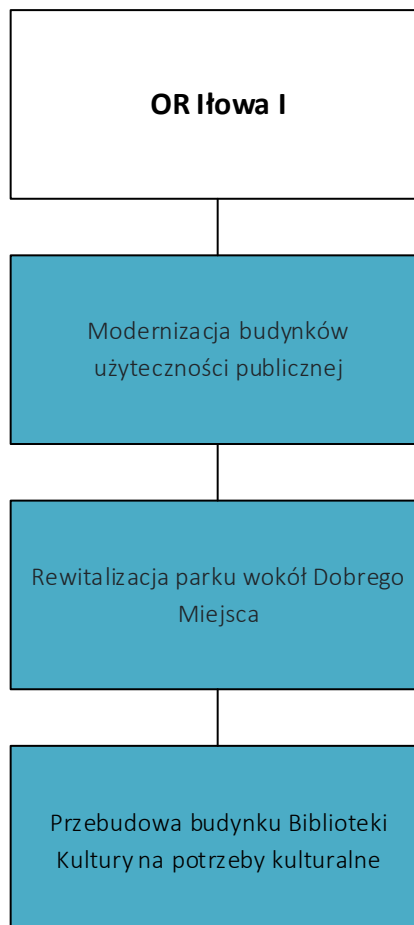 OR Iłowa I
Modernizacja budynków
użyteczności publicznej
Rewitalizacja parku wokół Dobrego
Miejsca
Przebudowa budynku Biblioteki
Kultury na potrzeby kulturalne